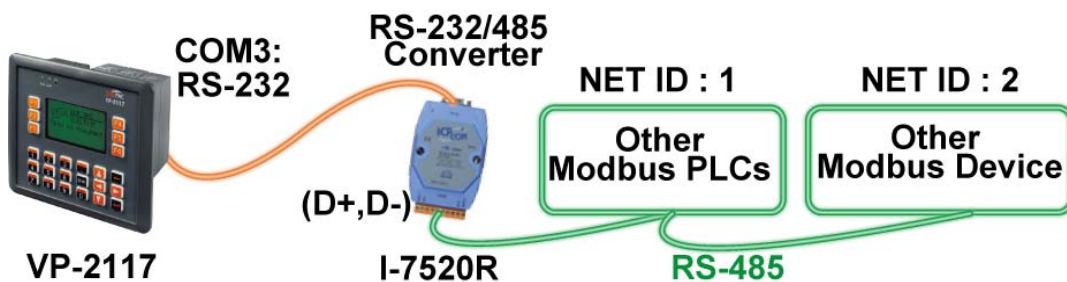 COM3:
RS-232
RS-232/485
Converter
NET ID : 1
NET ID : 2
Other
Modbus PLCs
Other
Modbus Device
(D+,D-)
VP-2117
I-7520R
RS-485